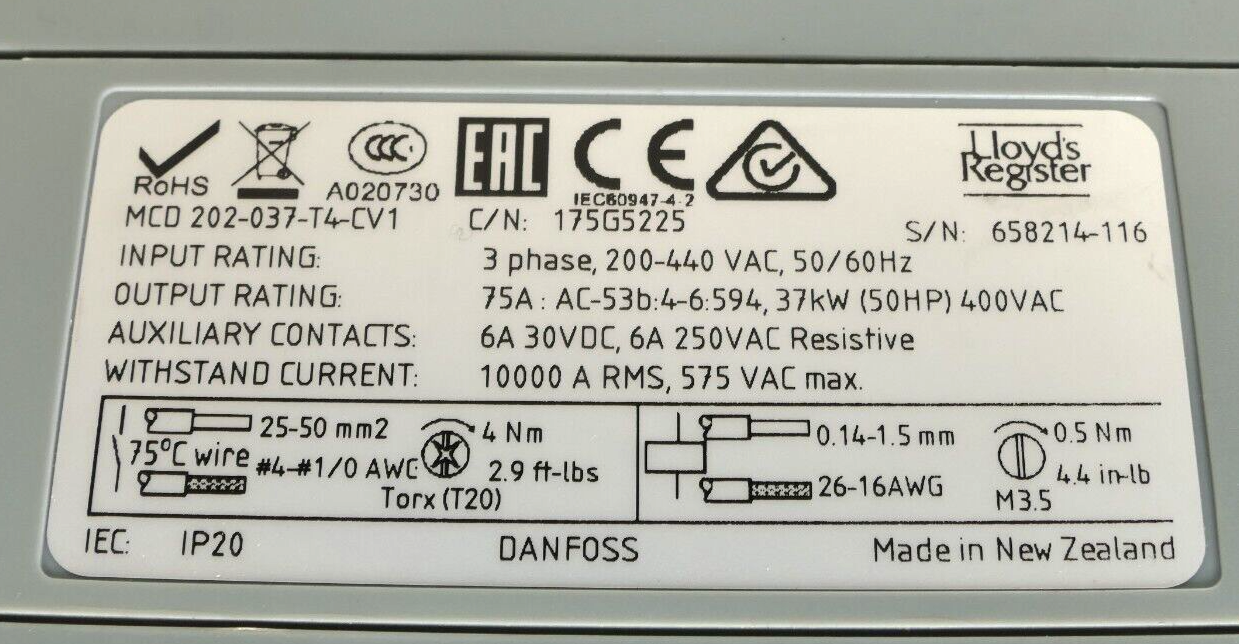 RoHS
A020730
EAC
CE
IEC60947-4-2
Lloyd's
Register
MCD 202-037-T4-CV1 C/N: 175G5225
S/N: 658214-116
INPUT RATING: 3 phase, 200-440 VAC, 50/60Hz
OUTPUT RATING: 75A : AC-53b:4-6:594, 37kW (50HP) 400VAC
AUXILIARY CONTACTS: 6A 30VDC, 6A 250VAC Resistive
WITHSTAND CURRENT: 10000 A RMS, 575 VAC max.
25-50 mm2 4 Nm
75°C wire #4-#1/0 AWG 2.9 ft-lbs
Torx (T20)
0.14-1.5 mm 0.5 Nm
26-16AWG 4.4 in-lb
M3.5
IEC: IP20 DANFOSS Made in New Zealand